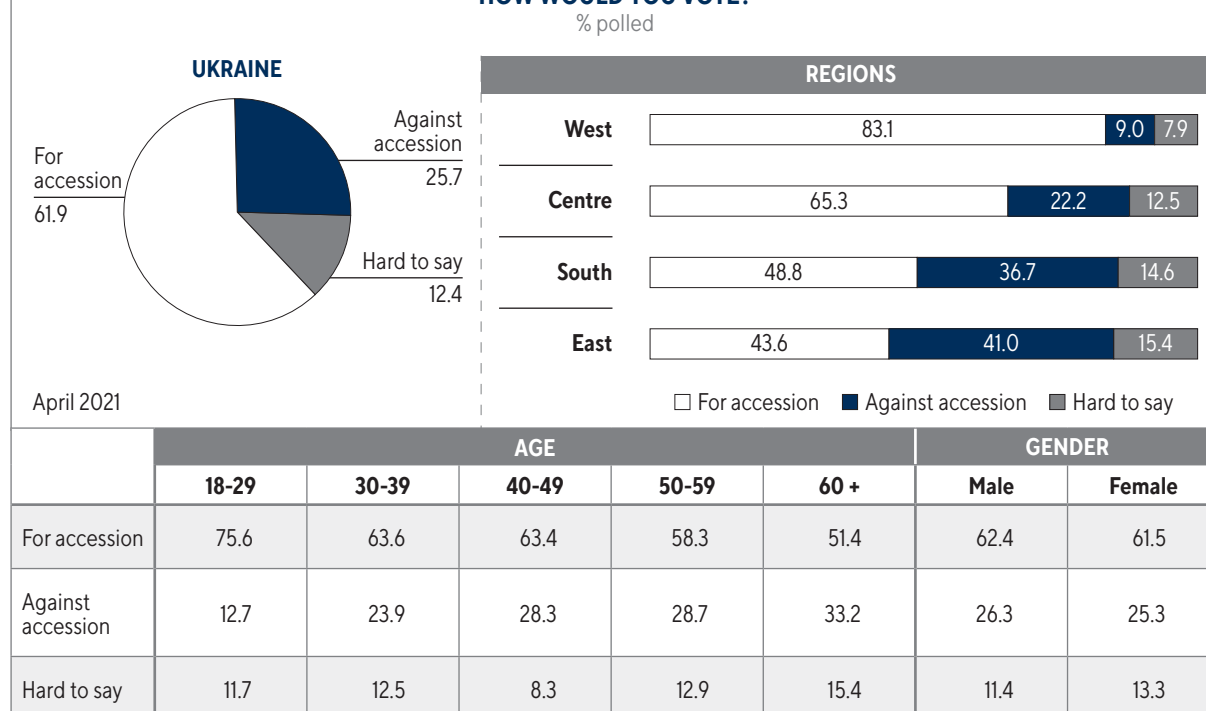 HOW WOULD YOU VOTE?
% polled
UKRAINE
For
accession
61.9
Against
accession
25.7
Hard to say
12.4
April 2021
REGIONS
West 83.1 9.0 7.9
Centre 65.3 22.2 12.5
South 48.8 36.7 14.6
East 43.6 41.0 15.4
For accession Against accession Hard to say
AGE GENDER
18-29 30-39 40-49 50-59 60 + Male Female
For accession 75.6 63.6 63.4 58.3 51.4 62.4 61.5
Against
accession 12.7 23.9 28.3 28.7 33.2 26.3 25.3
Hard to say 11.7 12.5 8.3 12.9 15.4 11.4 13.3